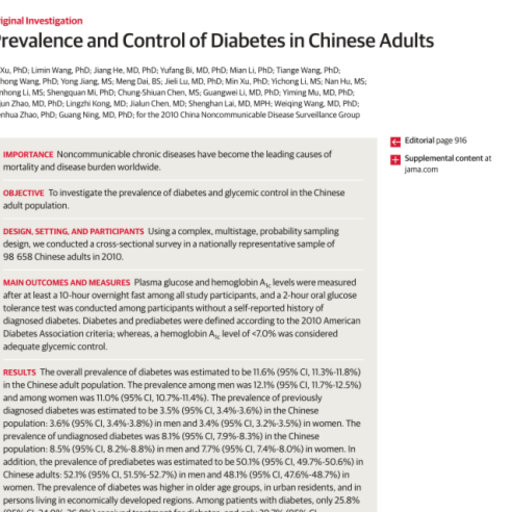 iginal Investigation
revalence and Control of Diabetes in Chinese Adults
Xu, PhD; Limin Wang, PhD; Jiang He, MD, PhD; Yufang Bi, MD, PhD; Mian Li, PhD; Tiange Wang, PhD;
hong Wang, PhD; Yong Jiang, MS; Meng Dai, BS; Jieli Lu, MD, PhD; Min Xu, PhD; Yichong Li, MS; Nan Hu, MS;
nhong Li, MS; Shengquan Mi, PhD; Chung-Shiuan Chen, MS; Guangwei Li, MD, PhD; Yiming Mu, MD, PhD;
un Zhao, MD, PhD; Lingzhi Kong, MD; Jialun Chen, MD; Shenghan Lai, MD, MPH; Weiqing Wang, MD, PhD;
nhua Zhao, PhD; Guang Ning, MD, PhD; for the 2010 China Noncommunicable Disease Surveillance Group
Editorial page 916
Supplemental content at
jama.com
IMPORTANCE Noncommunicable chronic diseases have become the leading causes of
mortality and disease burden worldwide.
OBJECTIVE To investigate the prevalence of diabetes and glycemic control in the Chinese
adult population.
DESIGN, SETTING, AND PARTICIPANTS Using a complex, multistage, probability sampling
design, we conducted a cross-sectional survey in a nationally representative sample of
98 658 Chinese adults in 2010.
MAIN OUTCOMES AND MEASURES Plasma glucose and hemoglobin A1c levels were measured
after at least a 10-hour overnight fast among all study participants, and a 2-hour oral glucose
tolerance test was conducted among participants without a self-reported history of
diagnosed diabetes. Diabetes and prediabetes were defined according to the 2010 American
Diabetes Association criteria; whereas, a hemoglobin A1c level of <7.0% was considered
adequate glycemic control.
RESULTS The overall prevalence of diabetes was estimated to be 11.6% (95% CI, 11.3%-11.8%)
in the Chinese adult population. The prevalence among men was 12.1% (95% CI, 11.7%-12.5%)
and among women was 11.0% (95% CI, 10.7%-11.4%). The prevalence of previously
diagnosed diabetes was estimated to be 3.5% (95% CI, 3.4%-3.6%) in the Chinese
population: 3.6% (95% CI, 3.4%-3.8%) in men and 3.4% (95% CI, 3.2%-3.5%) in women. The
prevalence of undiagnosed diabetes was 8.1% (95% CI, 7.9%-8.3%) in the Chinese
population: 8.5% (95% CI, 8.2%-8.8%) in men and 7.7% (95% CI, 7.4%-8.0%) in women. In
addition, the prevalence of prediabetes was estimated to be 50.1% (95% CI, 49.7%-50.6%) in
Chinese adults: 52.1% (95% CI, 51.5%-52.7%) in men and 48.1% (95% CI, 47.6%-48.7%) in
women. The prevalence of diabetes was higher in older age groups, in urban residents, and in
persons living in economically developed regions. Among patients with diabetes, only 25.8%